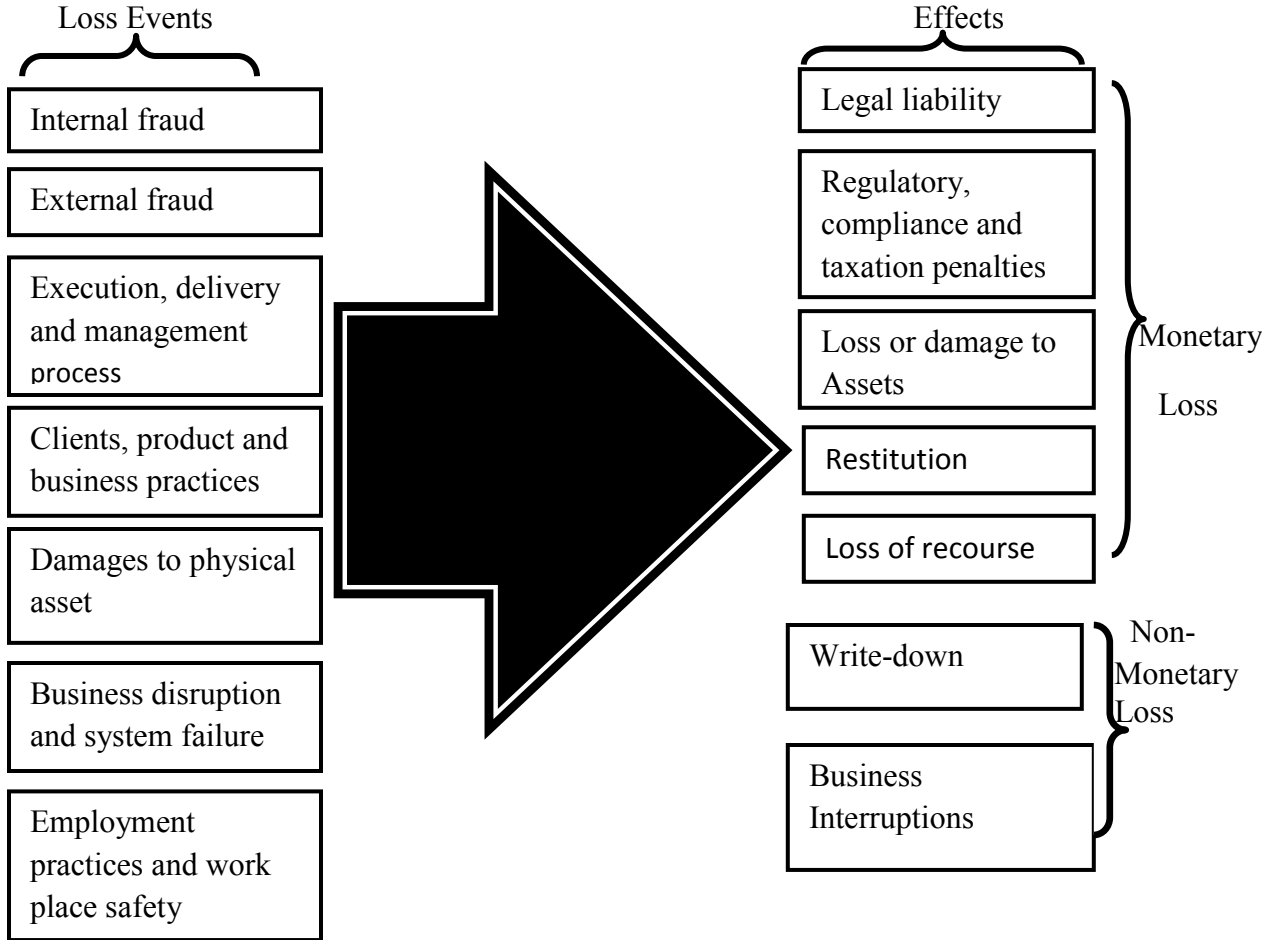 Loss Events
Internal fraud
External fraud
Execution, delivery
and management
process
Clients, product and
business practices
Damages to physical
asset
Business disruption
and system failure
Employment
practices and work
place safety
Effects
Legal liability
Regulatory,
compliance and
taxation penalties
Loss or damage to
Assets
Restitution
Loss of recourse
Monetary
Loss
Write-down
Business
Interruptions
Non-
Monetary
Loss